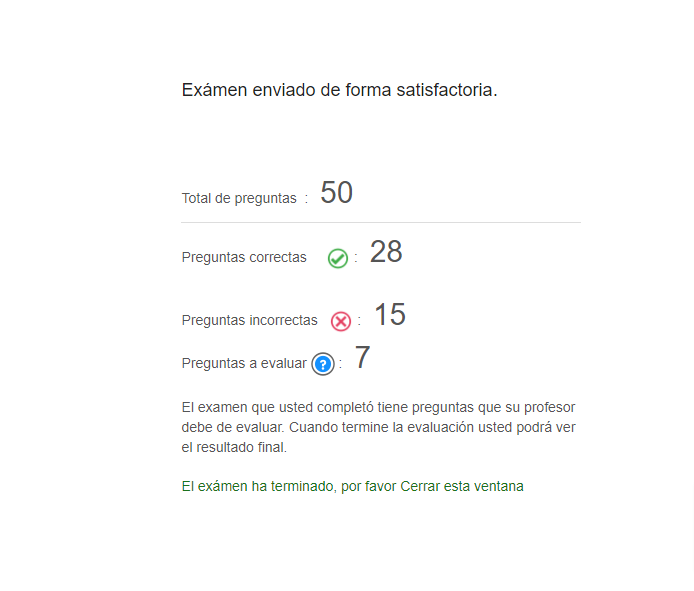 Exámen enviado de forma satisfactoria.
Total de preguntas : 50
Preguntas correctas : 28
Preguntas incorrectas : 15
Preguntas a evaluar ? : 7
El examen que usted completó tiene preguntas que su profesor
debe de evaluar. Cuando termine la evaluación usted podrá ver
el resultado final.
El exámen ha terminado, por favor Cerrar esta ventana